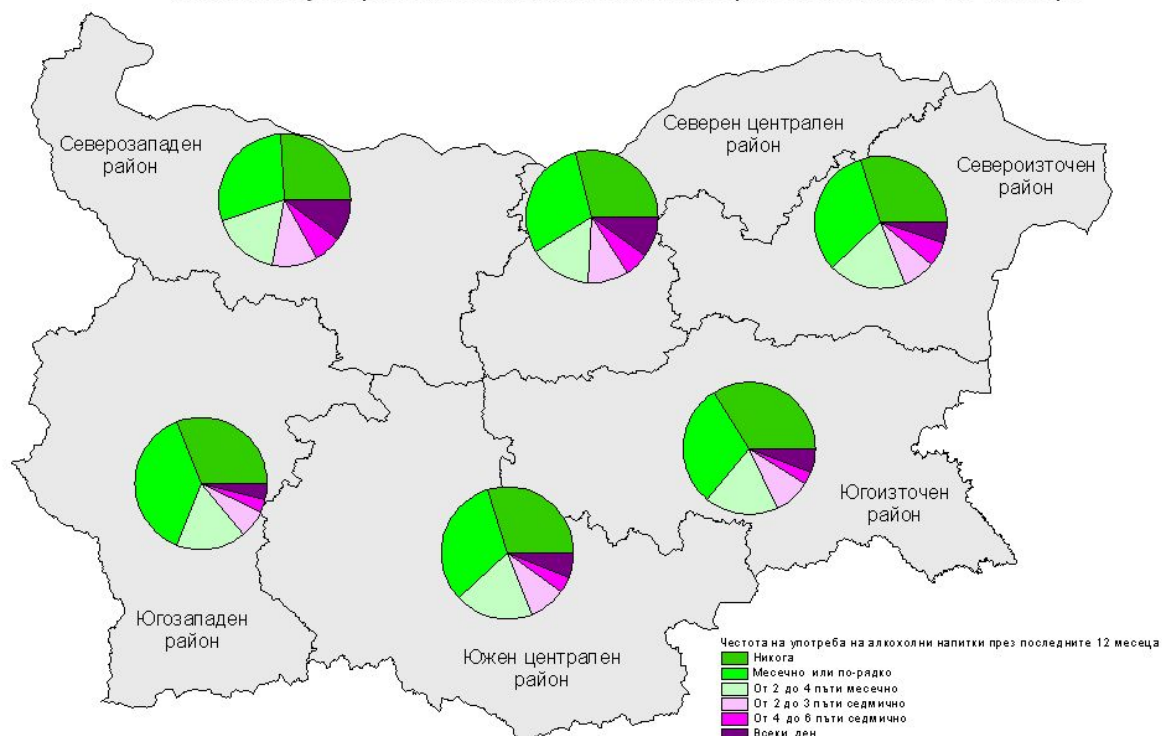 Северозападен
район
Северен централен
район
Североизточен
район
Югозападен
район
Южен централен
район
Югоизточен
район
Честота на употреба на алкохолни напитки през последните 12 месеца
Никога
Месечно или по-рядко
От 2 до 4 пъти месечно
От 2 до 3 пъти седмично
От 4 до 6 пъти седмично
Всеки ден